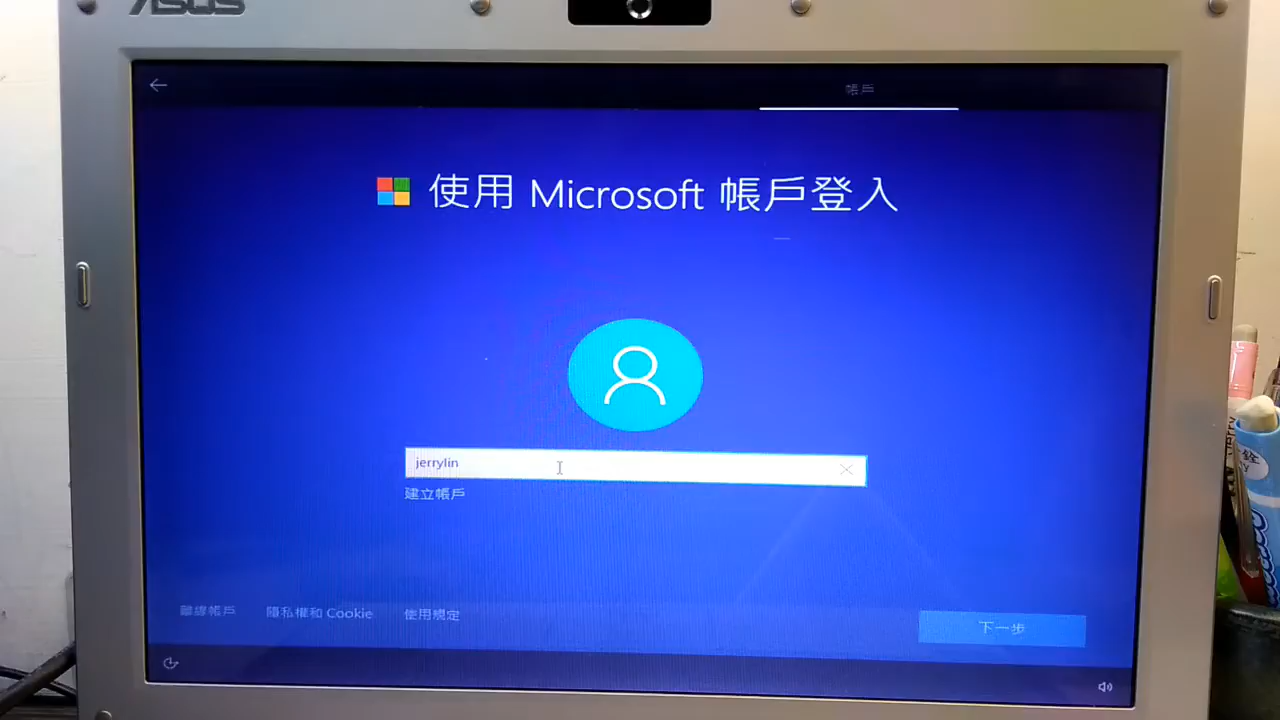 ASUS
帳戶
使用 Microsoft 帳戶登入
jerrylin
建立帳戶
離線帳戶
隱私權和 Cookie
使用規定
下一步